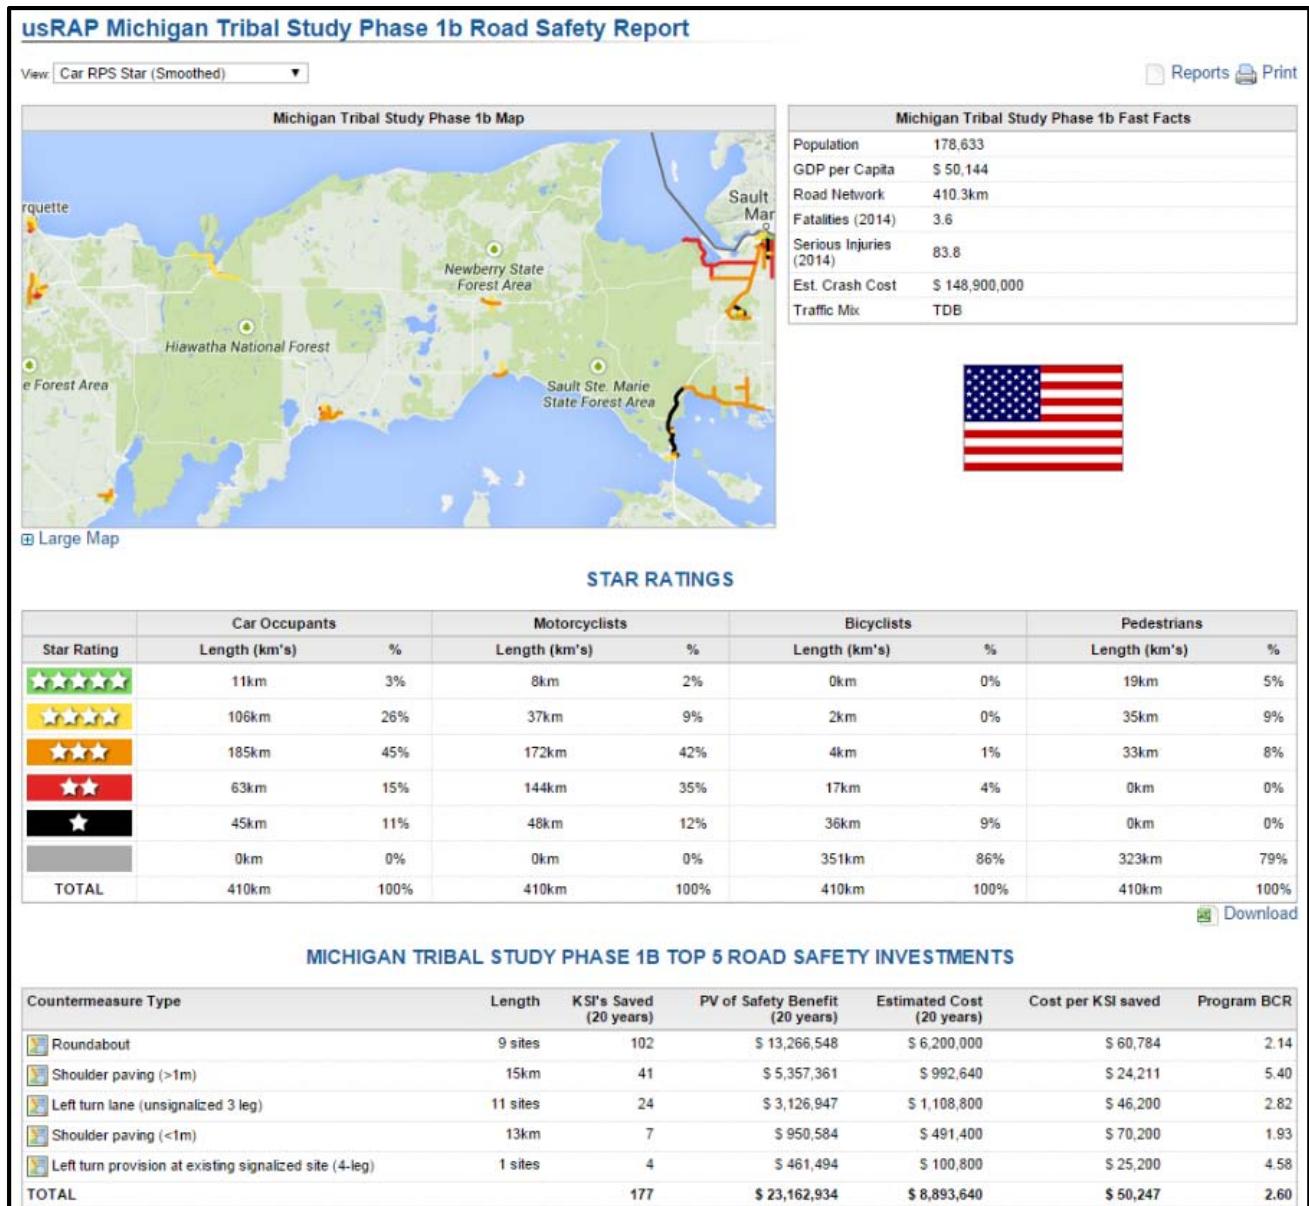 usRAP Michigan Tribal Study Phase 1b Road Safety Report
View: Car RPS Star (Smoothed) Reports Print
Michigan Tribal Study Phase 1b Map
rquette
Sault
Mar
Newberry State
Forest Area
Hiawatha National Forest
e Forest Area
Sault Ste. Marie
State Forest Area
Large Map
Michigan Tribal Study Phase 1b Fast Facts
Population 178,633
GDP per Capita $ 50,144
Road Network 410.3km
Fatalities (2014) 3.6
Serious Injuries
(2014) 83.8
Est. Crash Cost $ 148,900,000
Traffic Mix TDB
STAR RATINGS
Car Occupants Motorcyclists Bicyclists Pedestrians
Star Rating Length (km's) % Length (km's) % Length (km's) % Length (km's) %
11km 3% 8km 2% 0km 0% 19km 5%
106km 26% 37km 9% 2km 0% 35km 9%
185km 45% 172km 42% 4km 1% 33km 8%
63km 15% 144km 35% 17km 4% 0km 0%
45km 11% 48km 12% 36km 9% 0km 0%
0km 0% 0km 0% 351km 86% 323km 79%
TOTAL 410km 100% 410km 100% 410km 100% 410km 100%
Download
MICHIGAN TRIBAL STUDY PHASE 1B TOP 5 ROAD SAFETY INVESTMENTS
Countermeasure Type Length KSI's Saved PV of Safety Benefit Estimated Cost Cost per KSI saved Program BCR
(20 years) (20 years) (20 years)
Roundabout 9 sites 102 $ 13,266,548 $ 6,200,000 $ 60,784 2.14
Shoulder paving (>1m) 15km 41 $ 5,357,361 $ 992,640 $ 24,211 5.40
Left turn lane (unsignalized 3 leg) 11 sites 24 $ 3,126,947 $ 1,108,800 $ 46,200 2.82
Shoulder paving (<1m) 13km 7 $ 950,584 $ 491,400 $ 70,200 1.93
Left turn provision at existing signalized site (4-leg) 1 sites 4 $ 461,494 $ 100,800 $ 25,200 4.58
TOTAL 177 $ 23,162,934 $ 8,893,640 $ 50,247 2.60